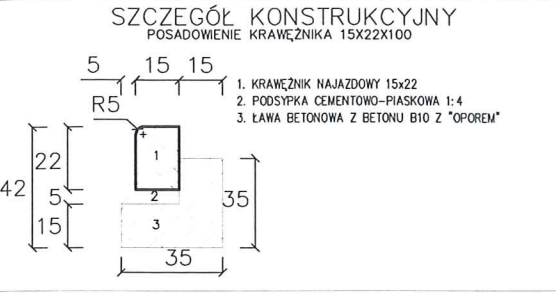 SZCZEGÓŁ KONSTRUKCYJNY
POSADOWIENIE KRAWĘŻNIKA 15X22X100
5 15 15
1. KRAWĘŻNIK NAJAZDOWY 15x22
2. PODSYPKA CEMENTOWO-PIASKOWA 1:4
3. ŁAWA BETONOWA Z BETONU B10 Z "OPOREM"
R5
1
22
42
2
5
35
3
15
35